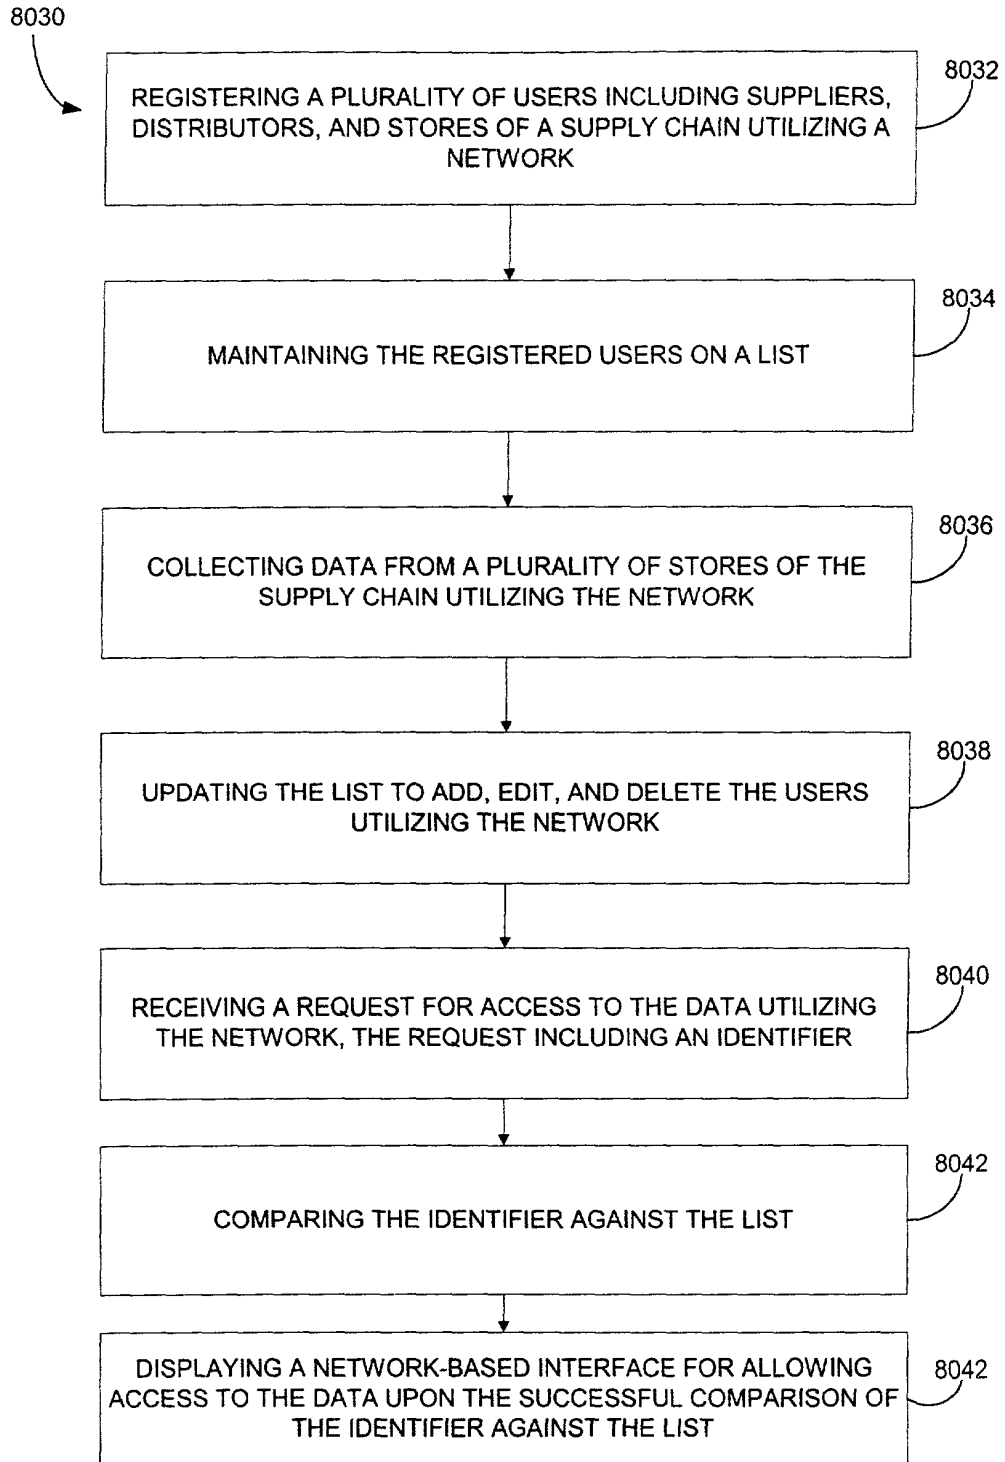 8030
8032
REGISTERING A PLURALITY OF USERS INCLUDING SUPPLIERS,
DISTRIBUTORS, AND STORES OF A SUPPLY CHAIN UTILIZING A
NETWORK
8034
MAINTAINING THE REGISTERED USERS ON A LIST
8036
COLLECTING DATA FROM A PLURALITY OF STORES OF THE
SUPPLY CHAIN UTILIZING THE NETWORK
8038
UPDATING THE LIST TO ADD, EDIT, AND DELETE THE USERS
UTILIZING THE NETWORK
8040
RECEIVING A REQUEST FOR ACCESS TO THE DATA UTILIZING
THE NETWORK, THE REQUEST INCLUDING AN IDENTIFIER
8042
COMPARING THE IDENTIFIER AGAINST THE LIST
8042
DISPLAYING A NETWORK-BASED INTERFACE FOR ALLOWING
ACCESS TO THE DATA UPON THE SUCCESSFUL COMPARISON OF
THE IDENTIFIER AGAINST THE LIST